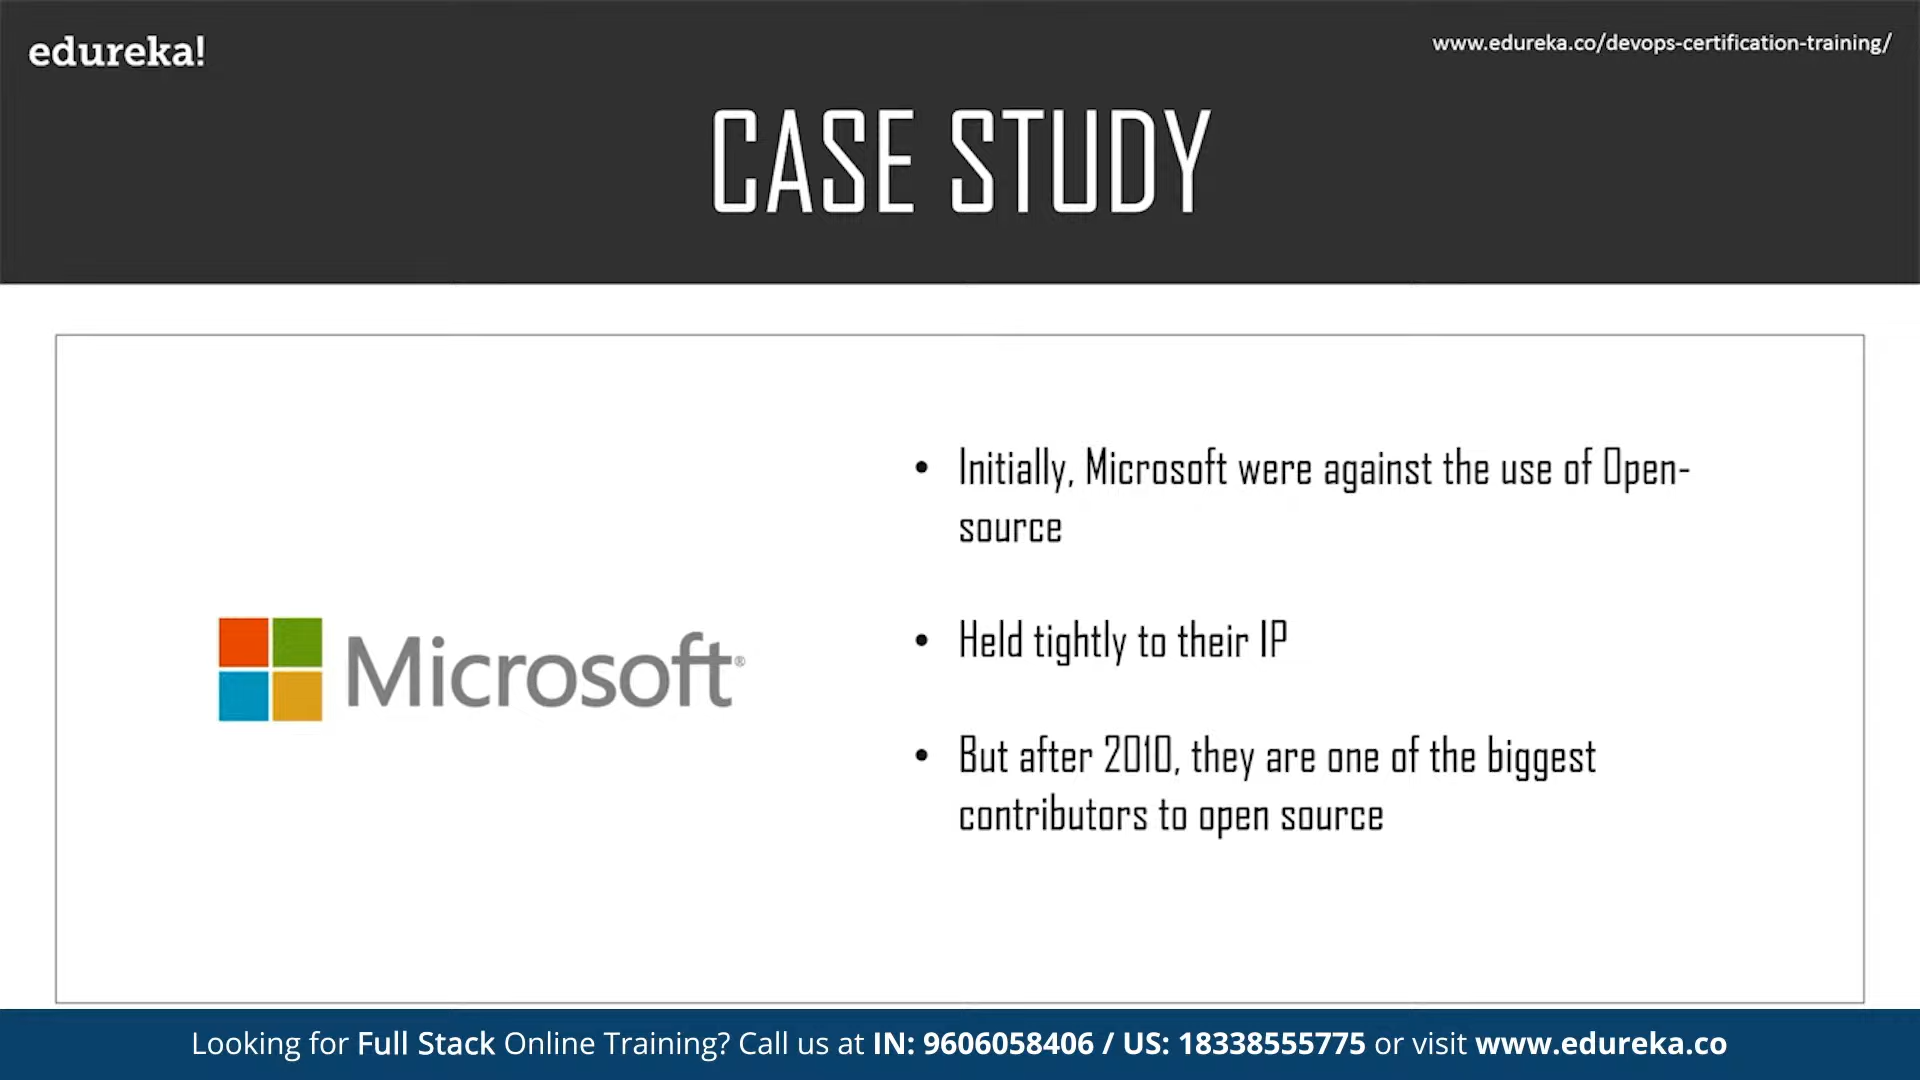 edureka!
www.edureka.co/devops-certification-training/
CASE STUDY
Microsoft®
• Initially, Microsoft were against the use of Open-
source
• Held tightly to their IP
• But after 2010, they are one of the biggest
contributors to open source
Looking for Full Stack Online Training? Call us at IN: 9606058406 / US: 18338555775 or visit www.edureka.co